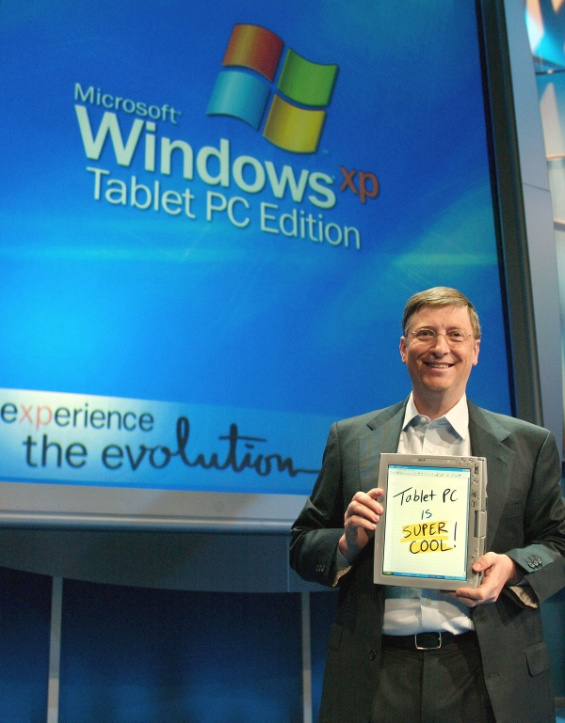 Microsoft
Windows xp
Tablet PC Edition
experience
the evolution
Tablet PC
is
SUPER
COOL!